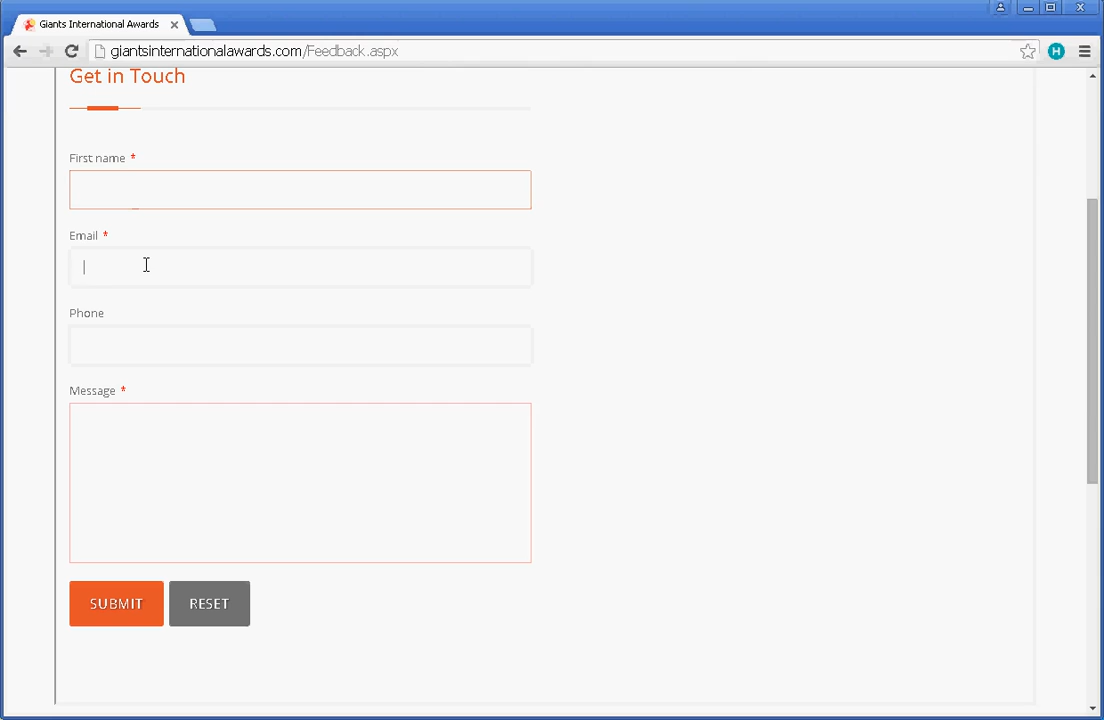 Giants International Awards
giantsinternationalawards.com/Feedback.aspx
H
Get in Touch
First name *
Email *
Phone
Message *
SUBMIT RESET